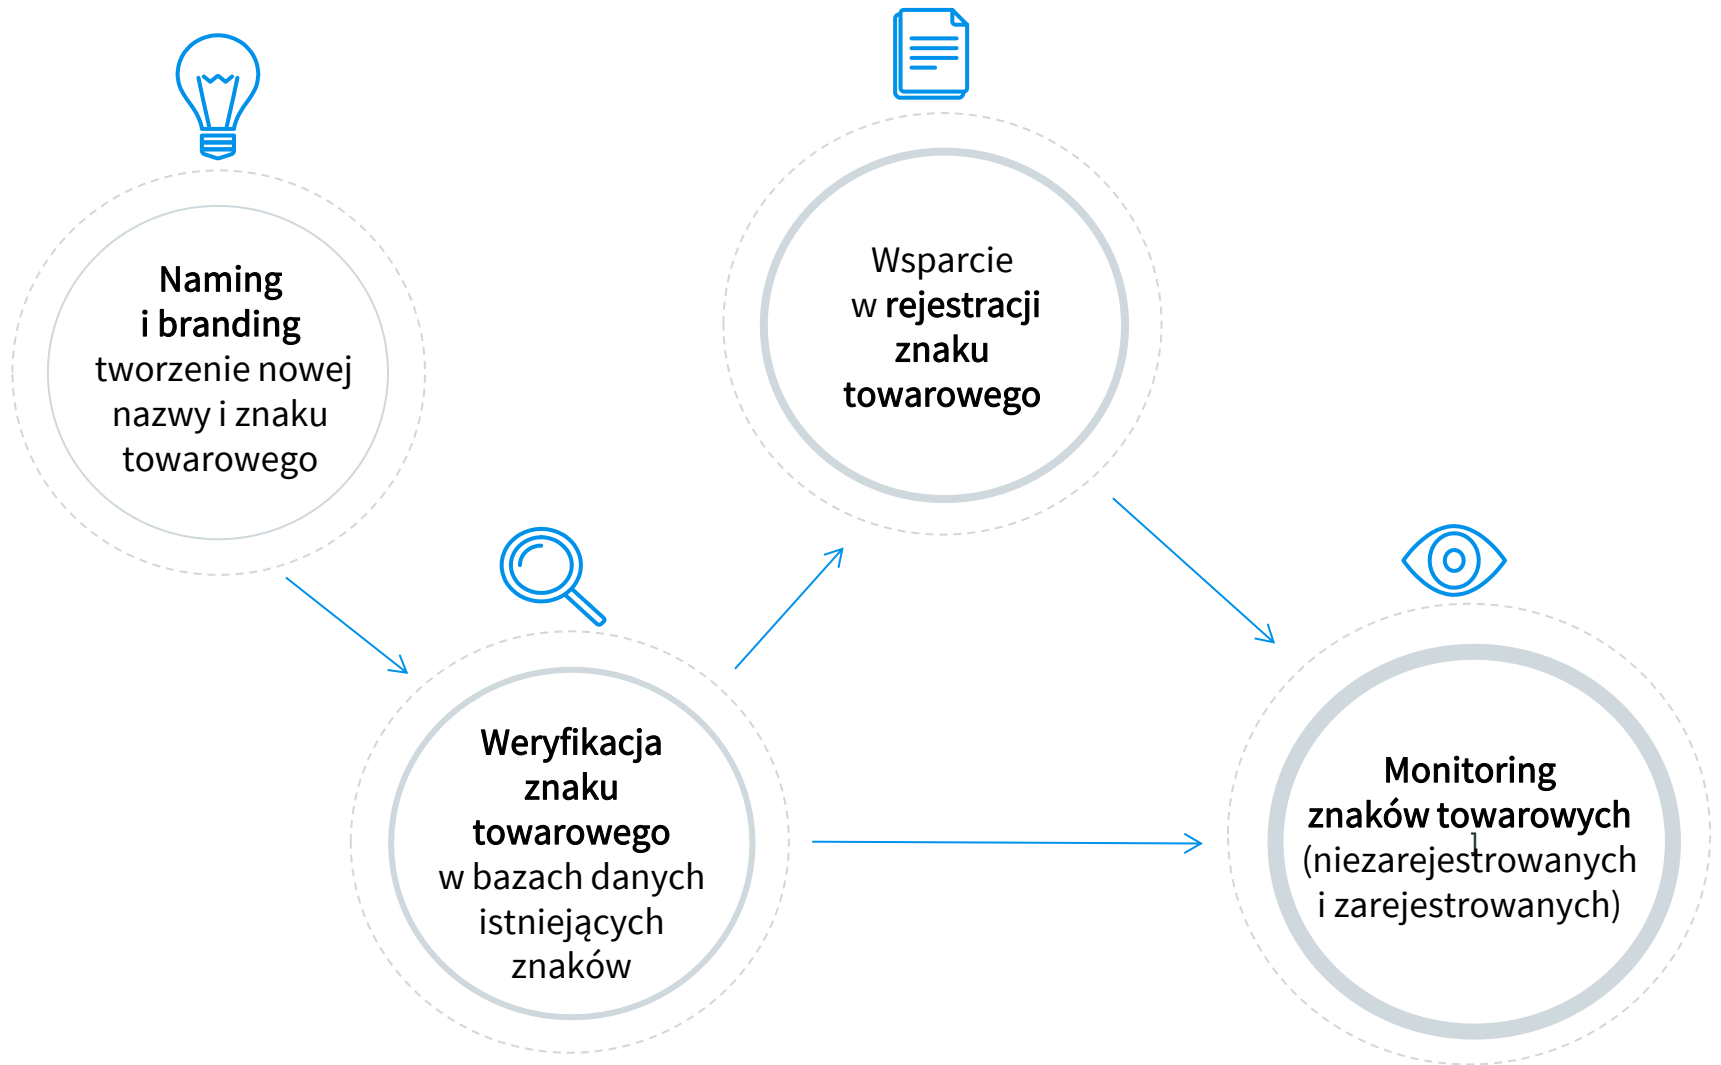 Naming
i branding
tworzenie nowej
nazwy i znaku
towarowego
Weryfikacja
znaku
towarowego
w bazach danych
istniejących
znaków
Wsparcie
w rejestracji
znaku
towarowego
Monitoring
znaków towarowych
(niezarejestrowanych
i zarejestrowanych)